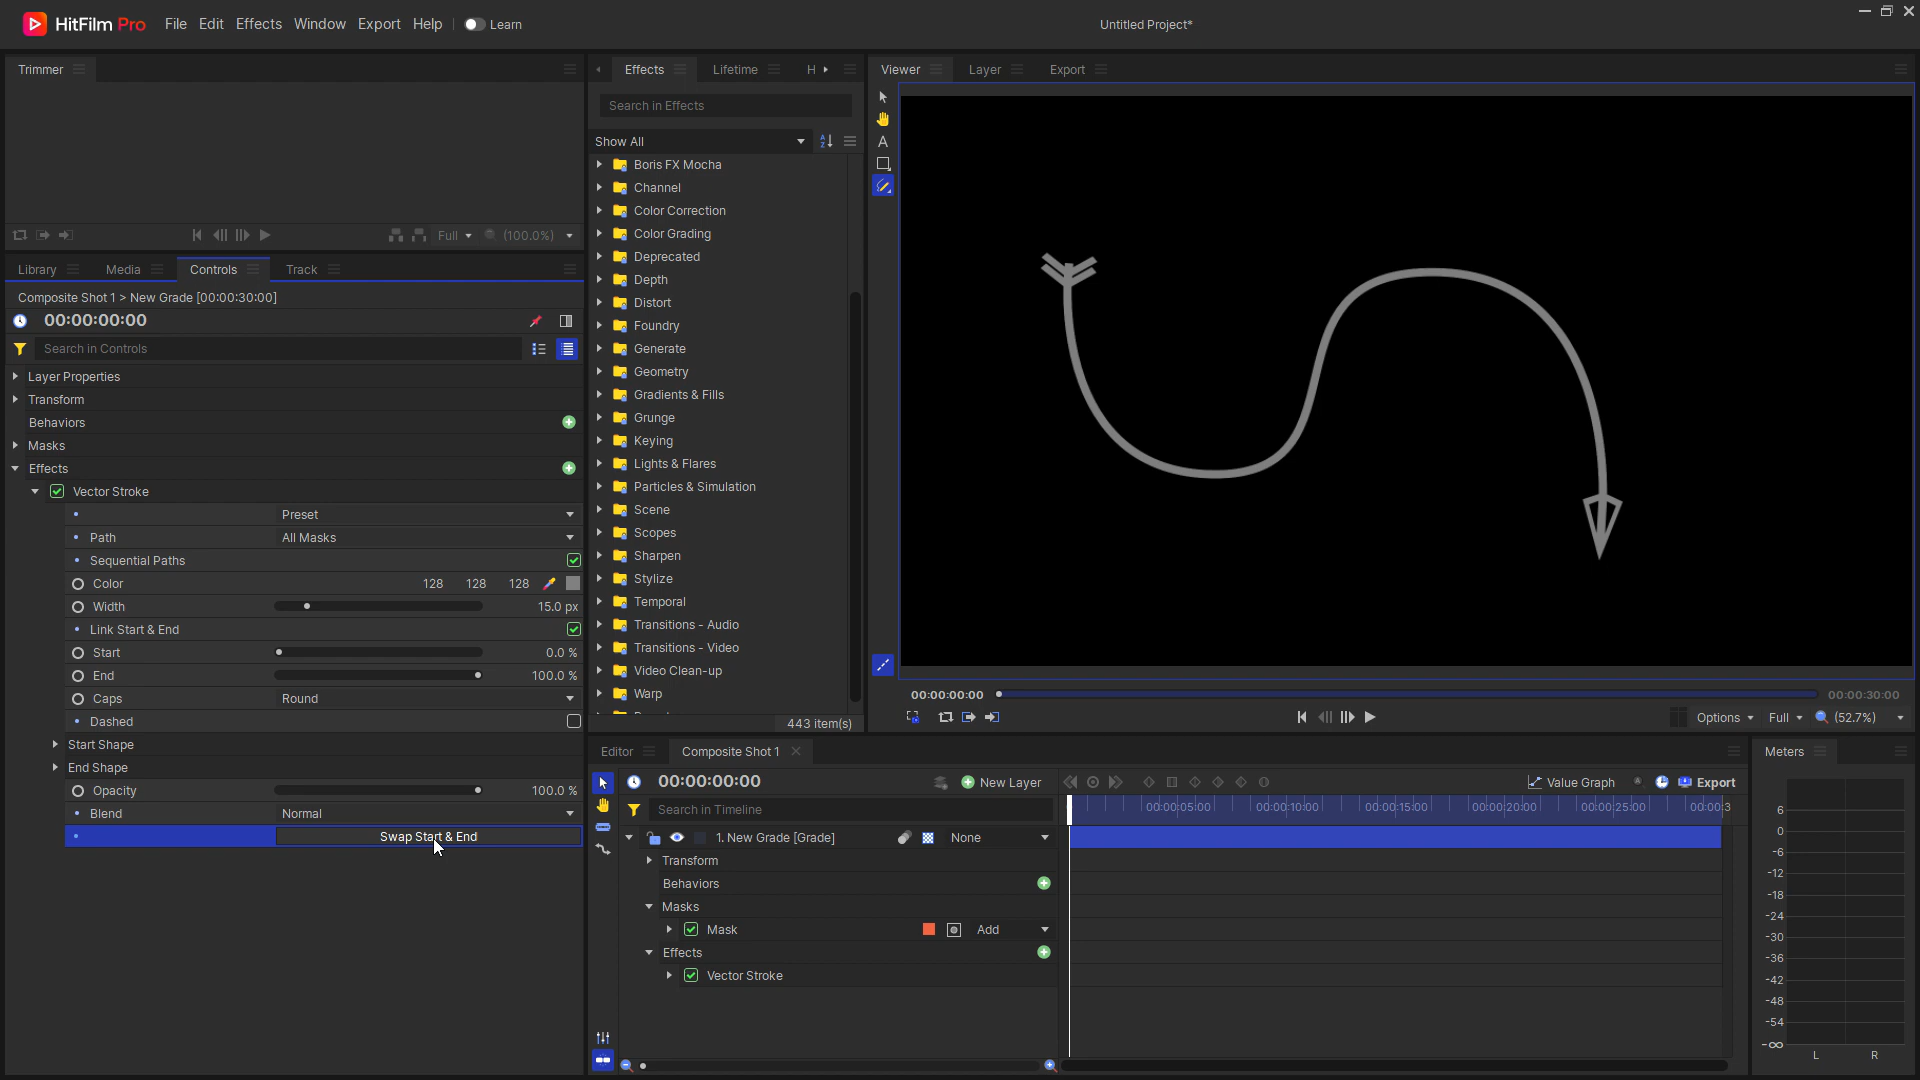 HitFilm Pro
File Edit Effects Window Export Help Learn
Untitled Project*
Trimmer
Full (100.0%)
Library Media Controls Track
Composite Shot 1 > New Grade [00:00:30:00]
00:00:00:00
Search in Controls
Layer Properties
Transform
Behaviors
Masks
Effects
Vector Stroke
Preset
Path All Masks
Sequential Paths
Color 128 128 128
Width 15.0 px
Link Start & End
Start 0.0 %
End 100.0 %
Caps Round
Dashed
Start Shape
End Shape
Opacity 100.0 %
Blend Normal
Swap Start & End
Effects Lifetime H
Search in Effects
Show All
Boris FX Mocha
Channel
Color Correction
Color Grading
Deprecated
Depth
Distort
Foundry
Generate
Geometry
Gradients & Fills
Grunge
Keying
Lights & Flares
Particles & Simulation
Scene
Scopes
Sharpen
Stylize
Temporal
Transitions - Audio
Transitions - Video
Video Clean-up
Warp
443 item(s)
Viewer Layer Export
A
00:00:00:00 00:00:30:00
Options Full (52.7%)
Editor Composite Shot 1
00:00:00:00 New Layer Value Graph Export
Search in Timeline
00:00:05:00 00:00:10:00 00:00:15:00 00:00:20:00 00:00:25:00 00:00:3
1. New Grade [Grade] None
Transform
Behaviors
Masks
Mask Add
Effects
Vector Stroke
Meters
6
0
-6
-12
-18
-24
-30
-36
-42
-48
-54
-∞
L R